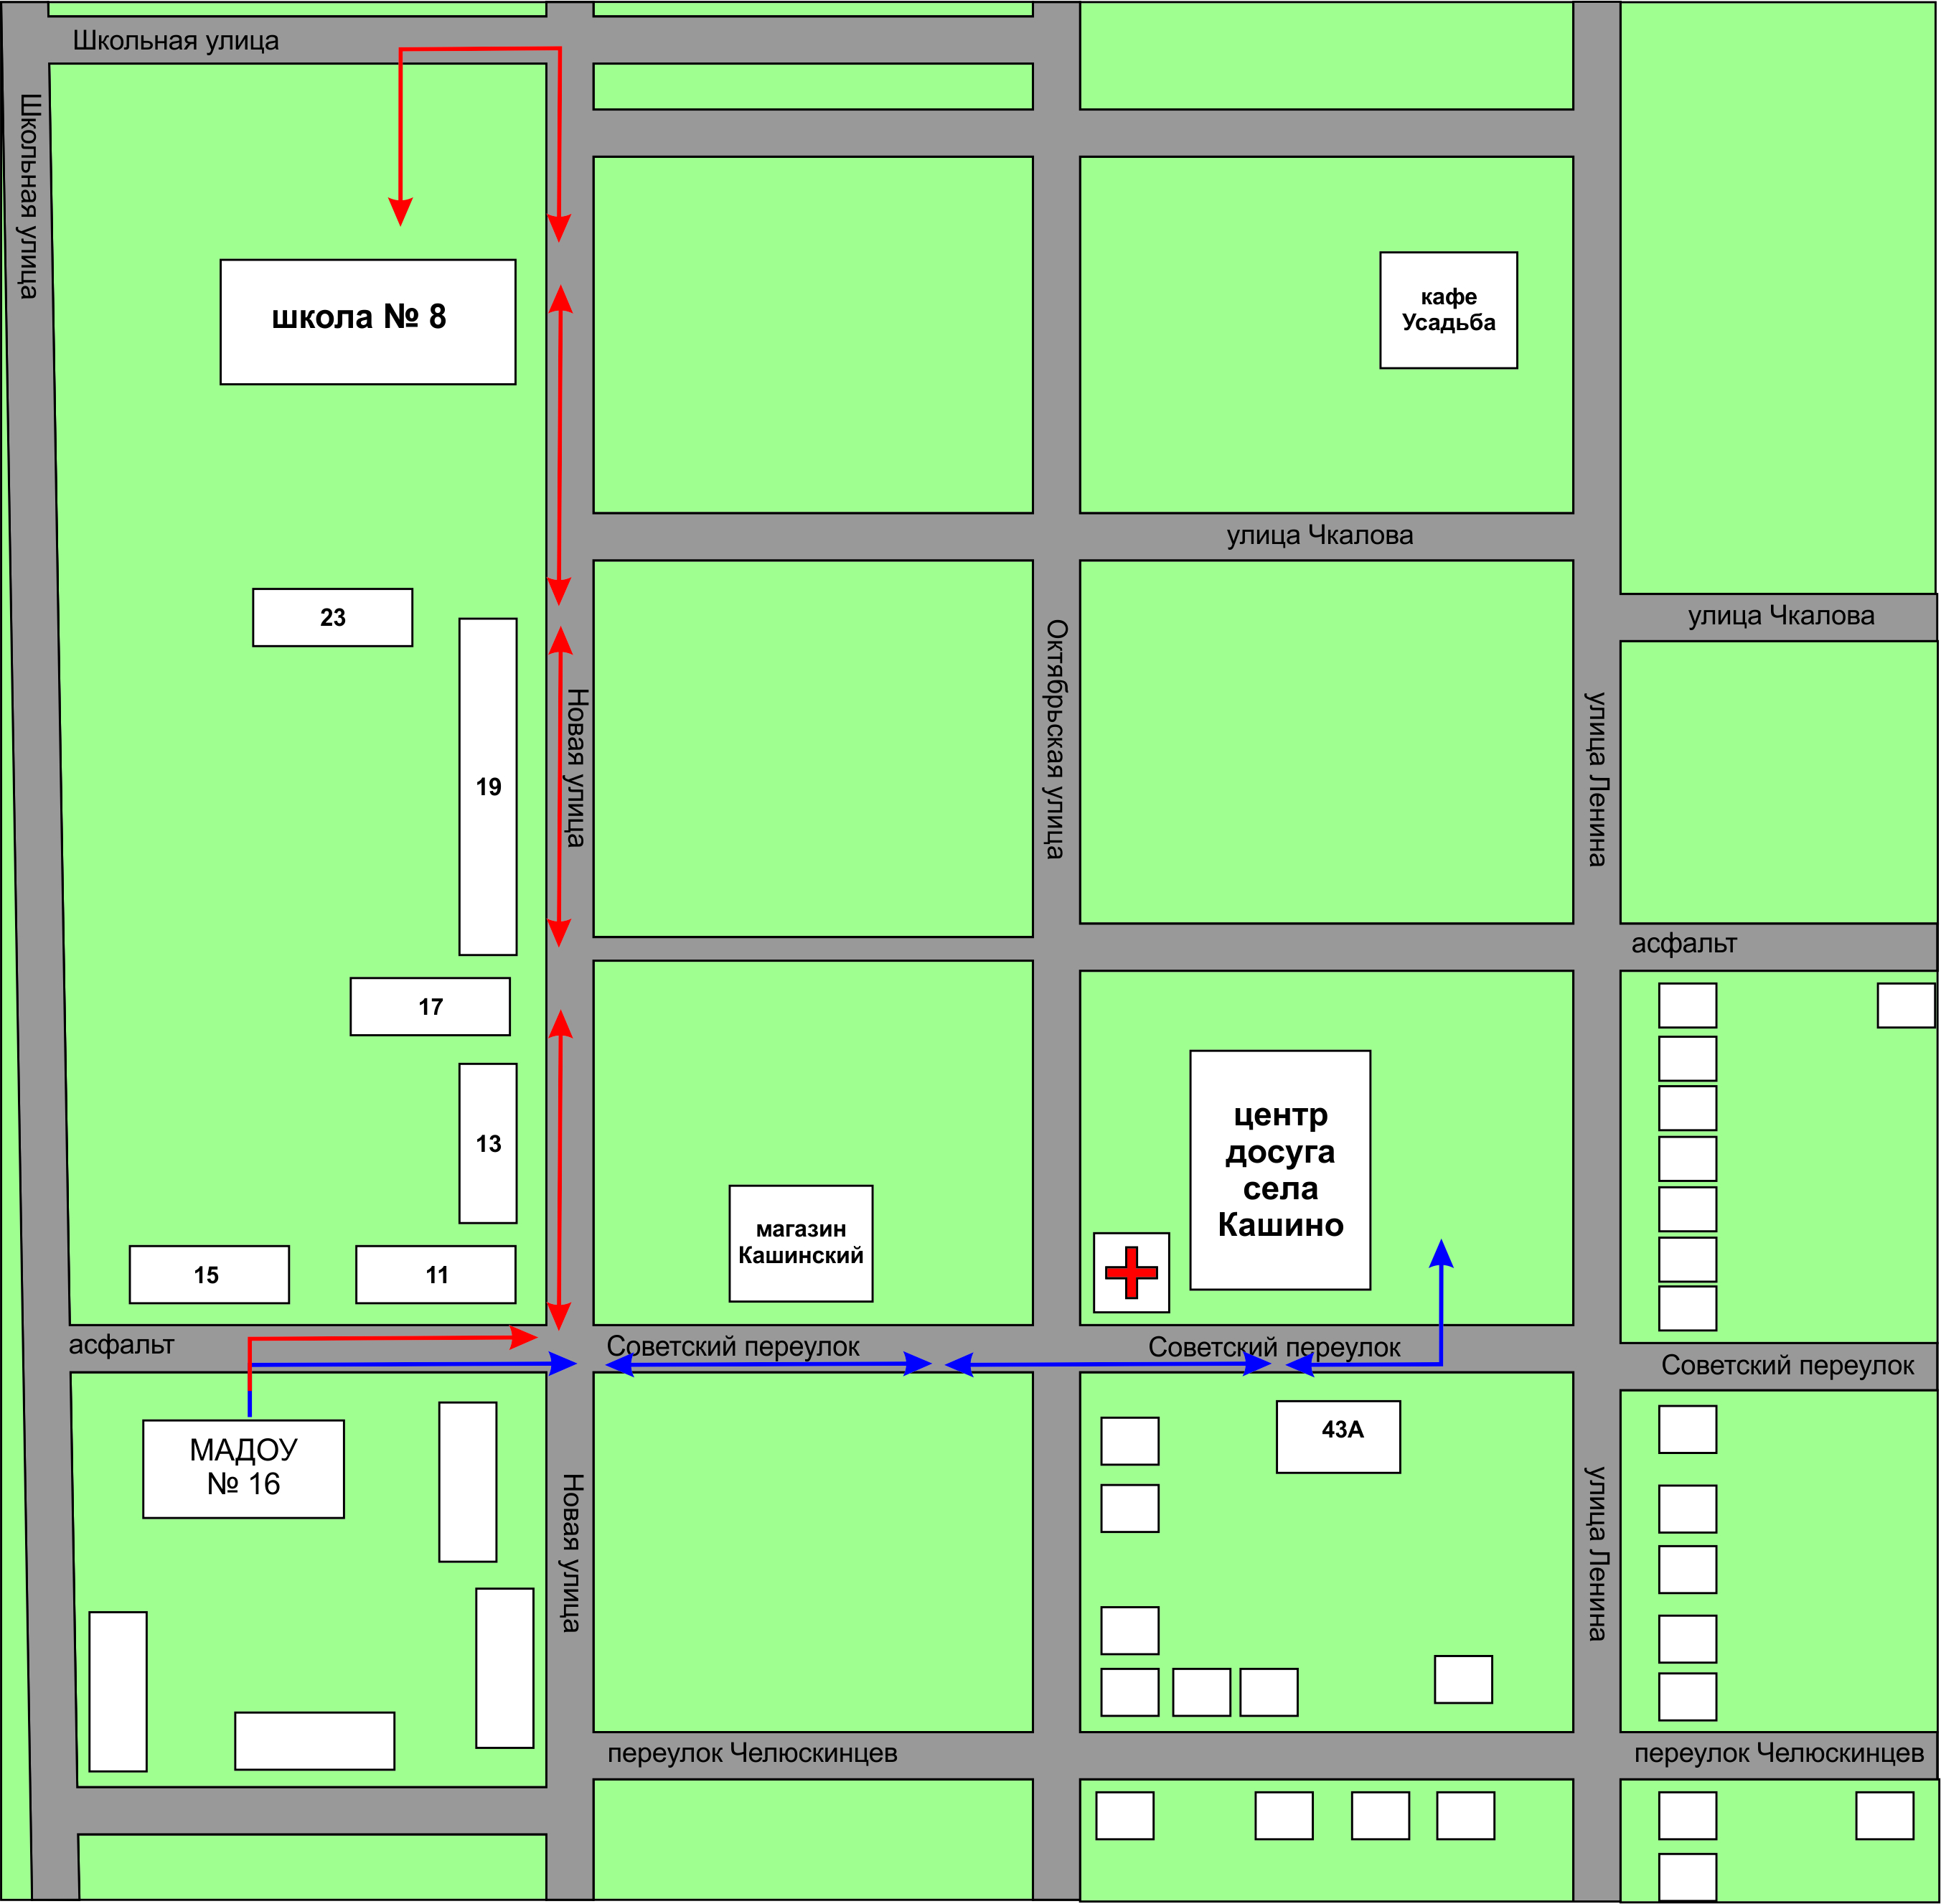 Школьная улица
Школьная улица
школа № 8
кафе
Усадьба
улица Чкалова
23
улица Чкалова
Октябрьская улица
Новая улица
улица Ленина
19
асфальт
17
центр
досуга
села
Кашино
13
магазин
Кашинский
15
11
асфальт
Советский переулок
Советский переулок
Советский переулок
43А
МАДОУ
№ 16
Новая улица
улица Ленина
переулок Челюскинцев
переулок Челюскинцев